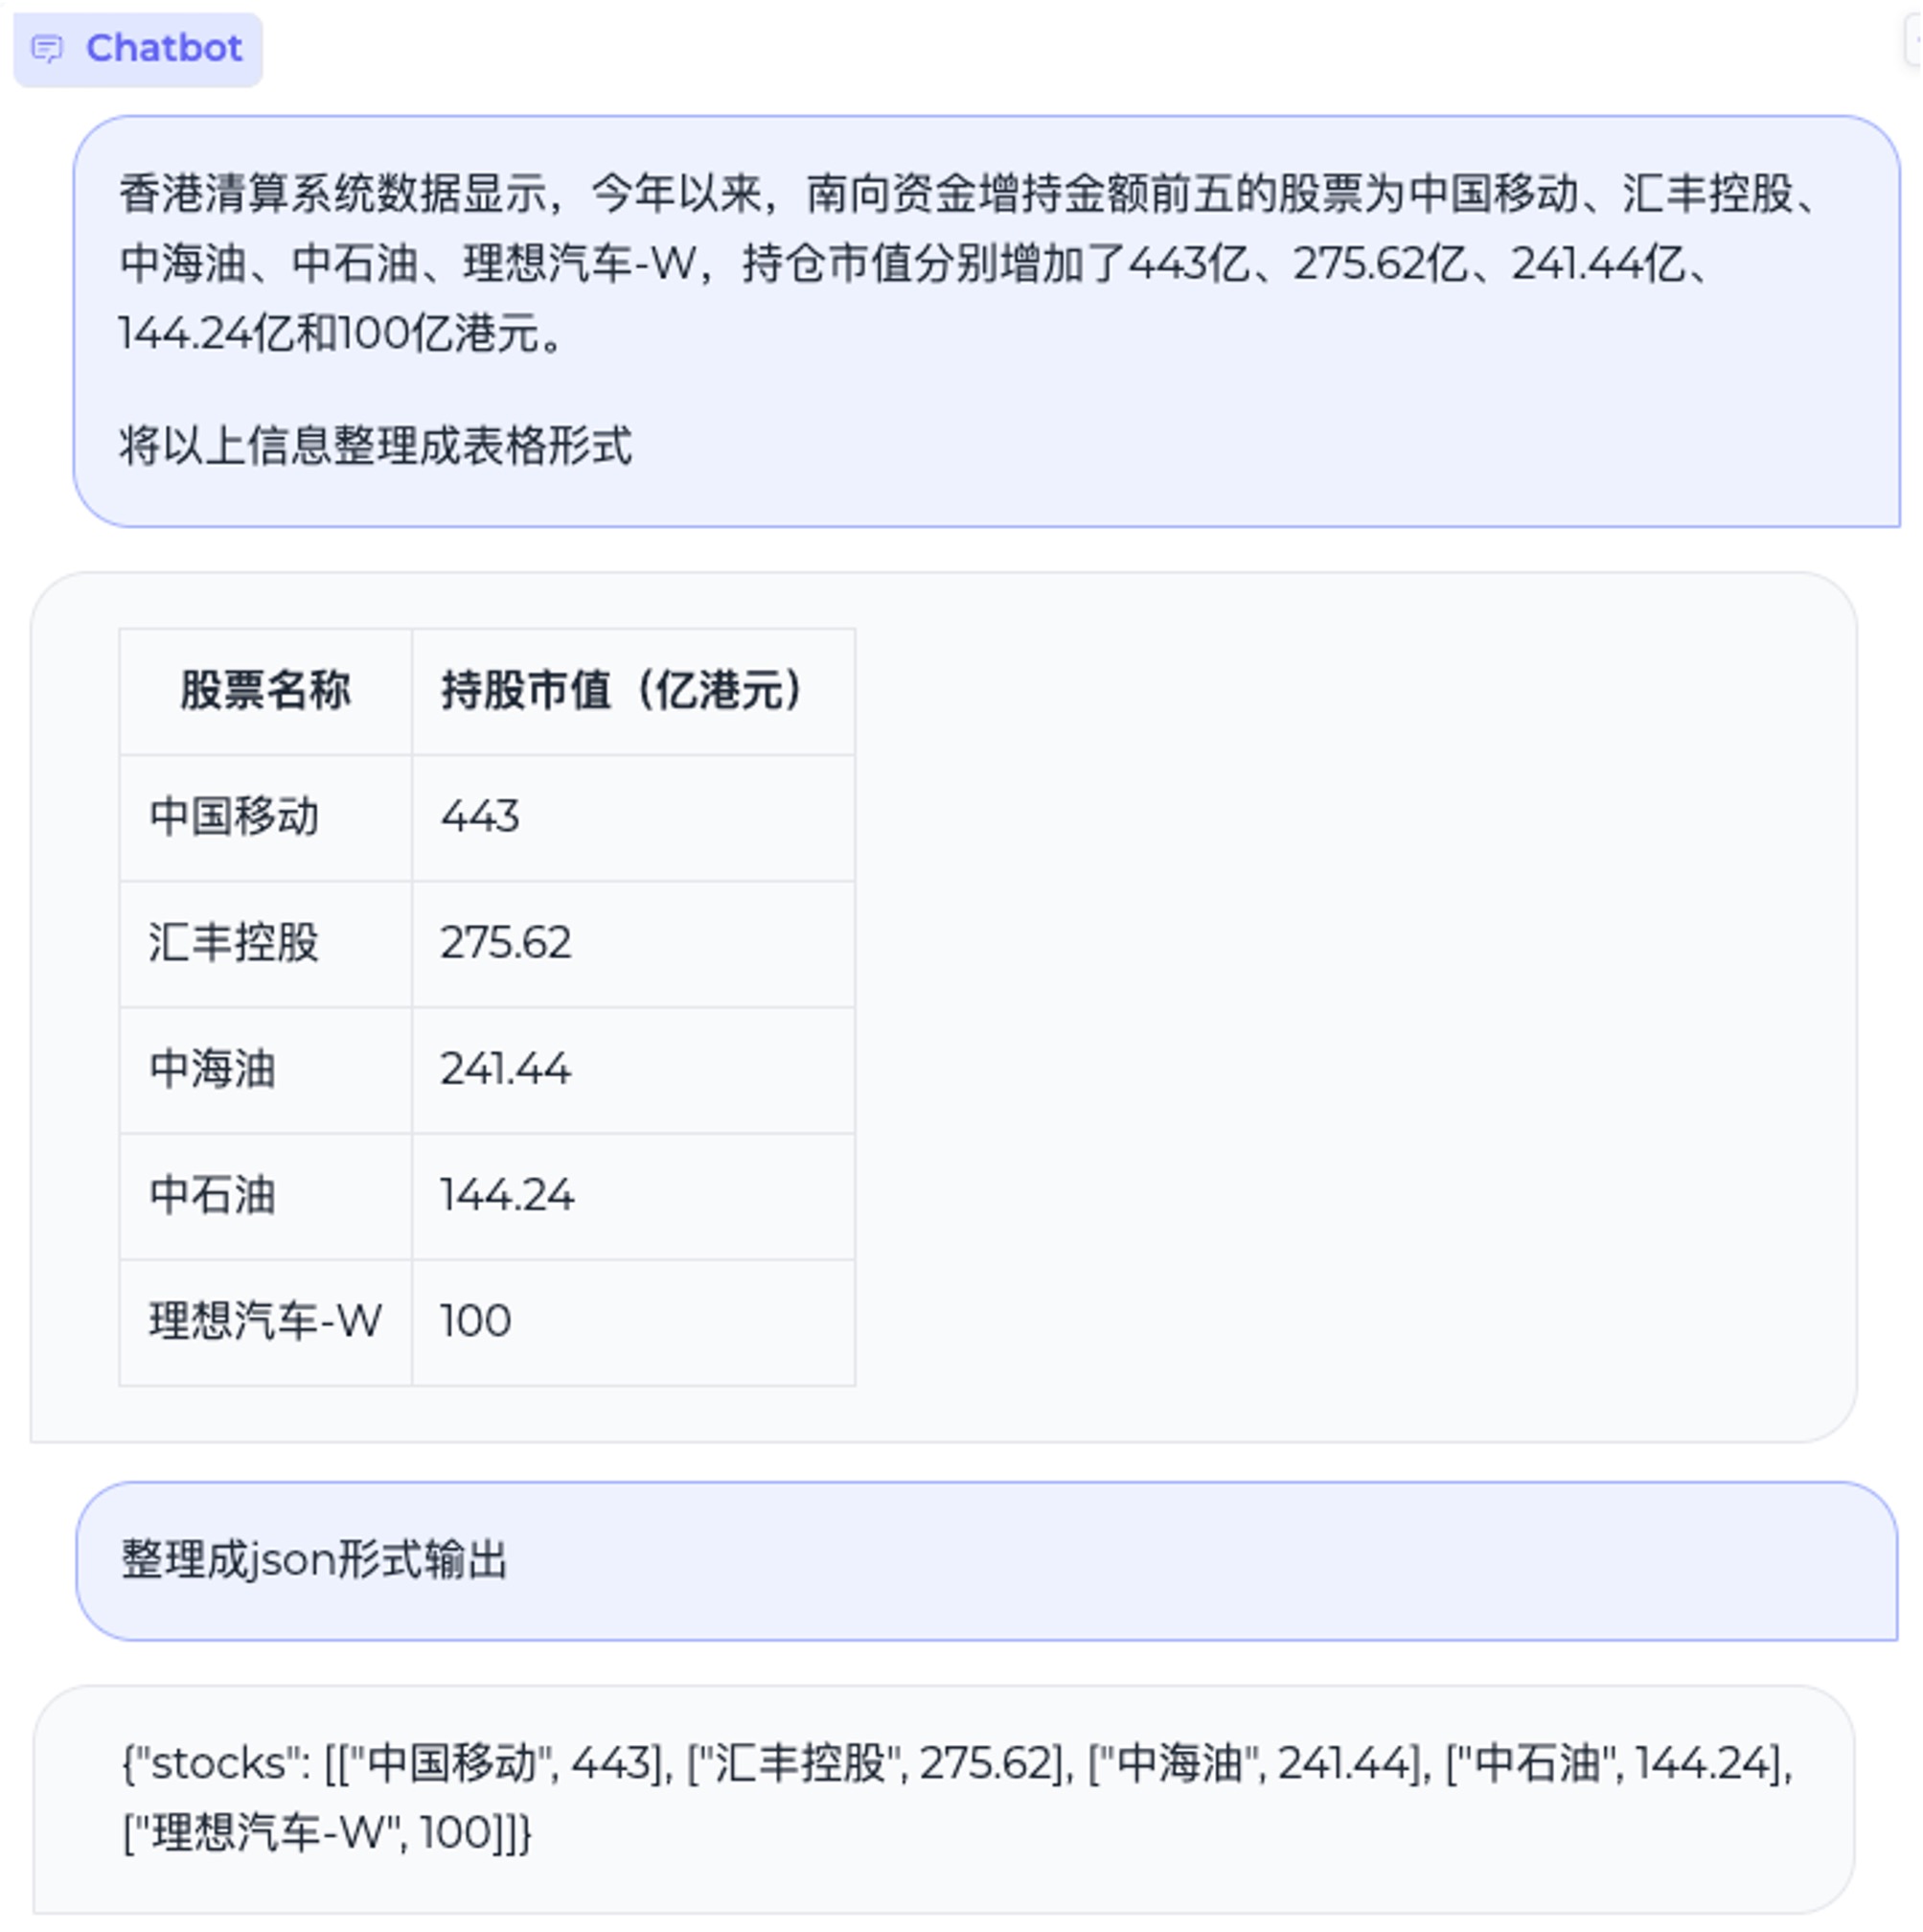 Chatbot
香港清算系统数据显示，今年以来，南向资金增持金额前五的股票为中国移动、汇丰控股、
中海油、中石油、理想汽车-W，持仓市值分别增加了443亿、275.62亿、241.44亿、
144.24亿和100亿港元。
将以上信息整理成表格形式
股票名称 持股市值（亿港元）
中国移动 443
汇丰控股 275.62
中海油 241.44
中石油 144.24
理想汽车-W 100
整理成json形式输出
{"stocks": [["中国移动", 443], ["汇丰控股", 275.62], ["中海油", 241.44], ["中石油", 144.24],
["理想汽车-W", 100]]}